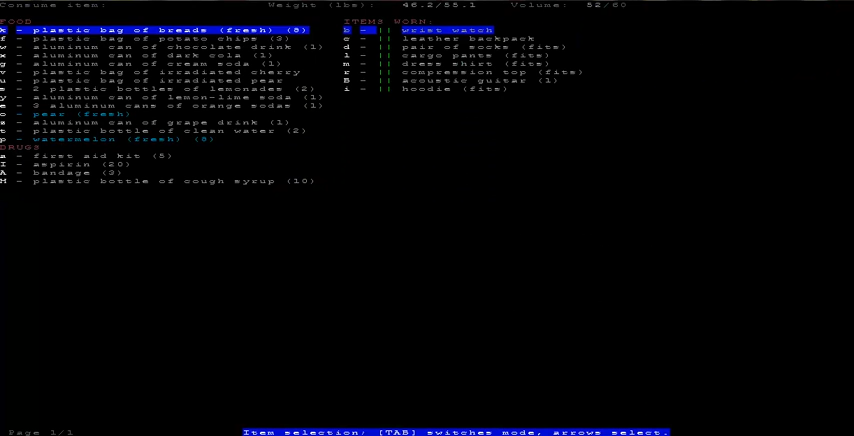 Consume item: Weight (lbs): 46.2/55.1 Volume: 52/60
FOOD
k - plastic bag of breads (fresh) (8)
f - plastic bag of potato chips (3)
w - aluminum can of chocolate drink (1)
x - aluminum can of dark cola (1)
g - aluminum can of cream soda (1)
v - plastic bag of irradiated cherry
u - plastic bag of irradiated pear
s - 2 plastic bottles of lemonades (2)
y - aluminum can of lemon-lime soda (1)
e - 3 aluminum cans of orange sodas (1)
o - pear (fresh)
- aluminum can of grape drink (1)
t - plastic bottle of clean water (2)
p - watermelon (fresh) (8)
DRUGS
a - first aid kit (5)
I - aspirin (20)
A - bandage (3)
M - plastic bottle of cough syrup (10)
ITEMS WORN:
b - || wrist watch
c - || leather backpack
d - || pair of socks (fits)
l - || cargo pants (fits)
m - || dress shirt (fits)
r - || compression top (fits)
B - || acoustic guitar (1)
i - || hoodie (fits)
Page 1/1
Item selection; [TAB] switches mode, arrows select.